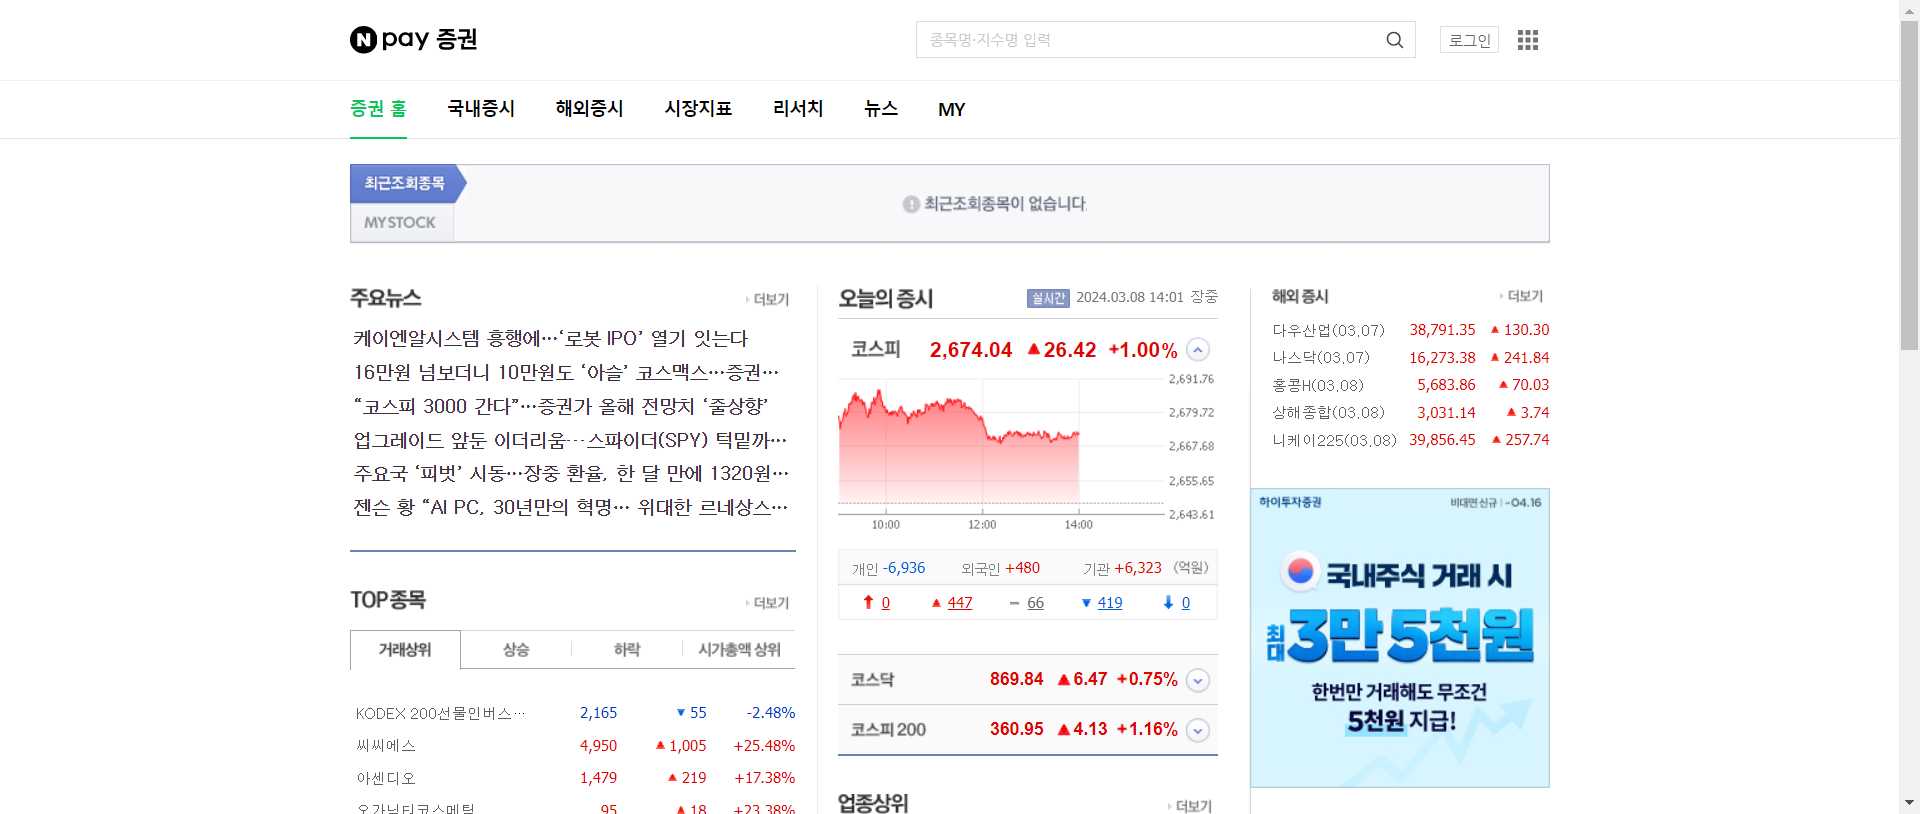 N pay 증권
종목명·지수명 입력
로그인
증권 홈
국내증시
해외증시
시장지표
리서치
뉴스
MY
최근조회종목
MY STOCK
최근조회종목이 없습니다.
주요뉴스
더보기
케이엔알시스템 흥행에…‘로봇 IPO’ 열기 잇는다
16만원 넘보더니 10만원도 ‘아슬’ 코스맥스…증권…
“코스피 3000 간다”…증권가 올해 전망치 ‘줄상향’
업그레이드 앞둔 이더리움…스파이더(SPY) 턱밑까…
주요국 ‘피벗’ 시동…장중 환율, 한 달 만에 1320원…
젠슨 황 “AI PC, 30년만의 혁명… 위대한 르네상스…
TOP 종목
더보기
거래상위
상승
하락
시가총액 상위
KODEX 200선물인버스… 2,165 ▼ 55 -2.48%
씨씨에스 4,950 ▲ 1,005 +25.48%
아센디오 1,479 ▲ 219 +17.38%
오가닉티코스메틱 95 ▲ 18 +23.38%
오늘의 증시
실시간 2024.03.08 14:01 장중
코스피 2,674.04 ▲ 26.42 +1.00%
2,691.76
2,679.72
2,667.68
2,655.65
2,643.61
10:00 12:00 14:00
개인 -6,936 외국인 +480 기관 +6,323 (억원)
0 447 66 419 0
코스닥 869.84 ▲ 6.47 +0.75%
코스피 200 360.95 ▲ 4.13 +1.16%
업종상위
더보기
해외 증시
더보기
다우산업(03.07) 38,791.35 ▲ 130.30
나스닥(03.07) 16,273.38 ▲ 241.84
홍콩H(03.08) 5,683.86 ▲ 70.03
상해종합(03.08) 3,031.14 ▲ 3.74
니케이225(03.08) 39,856.45 ▲ 257.74
하이투자증권
비대면 신규 | ~04.16
국내주식 거래 시
최대 3만 5천원
한번만 거래해도 무조건
5천원 지급!